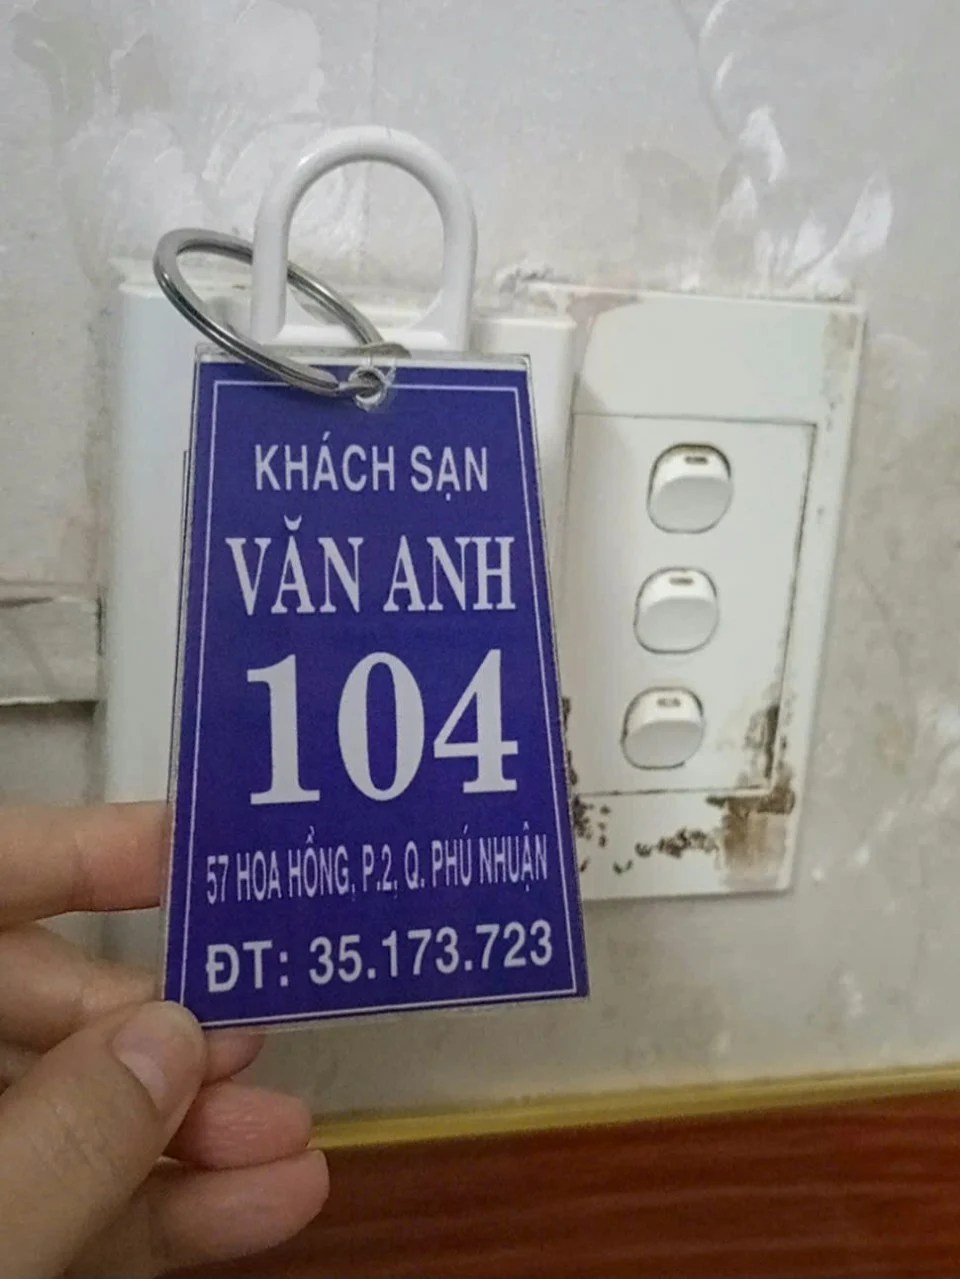 KHÁCH SẠN
VĂN ANH
104
57 HOA HỒNG, P.2, Q. PHÚ NHUẬN
ĐT: 35.173.723